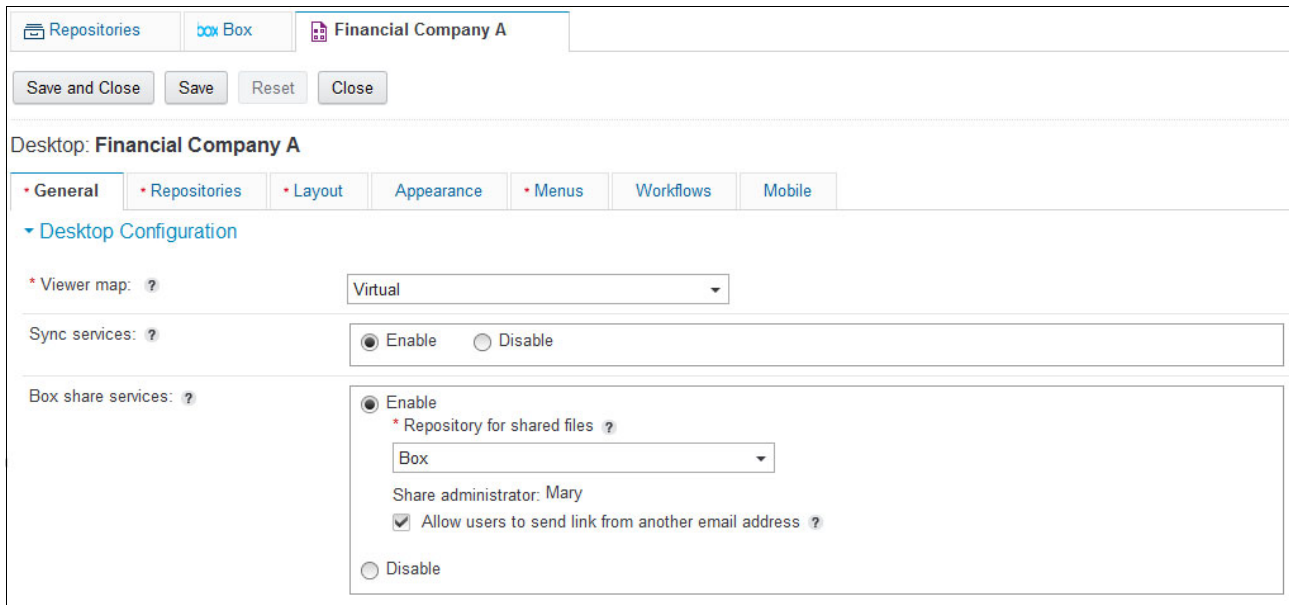 Repositories box Box Financial Company A
Save and Close Save Reset Close
Desktop: Financial Company A
* General * Repositories * Layout Appearance * Menus Workflows Mobile
Desktop Configuration
* Viewer map: ? Virtual
Sync services: ? Enable Disable
Box share services: ? Enable
* Repository for shared files ?
Box
Share administrator: Mary
Allow users to send link from another email address ?
Disable